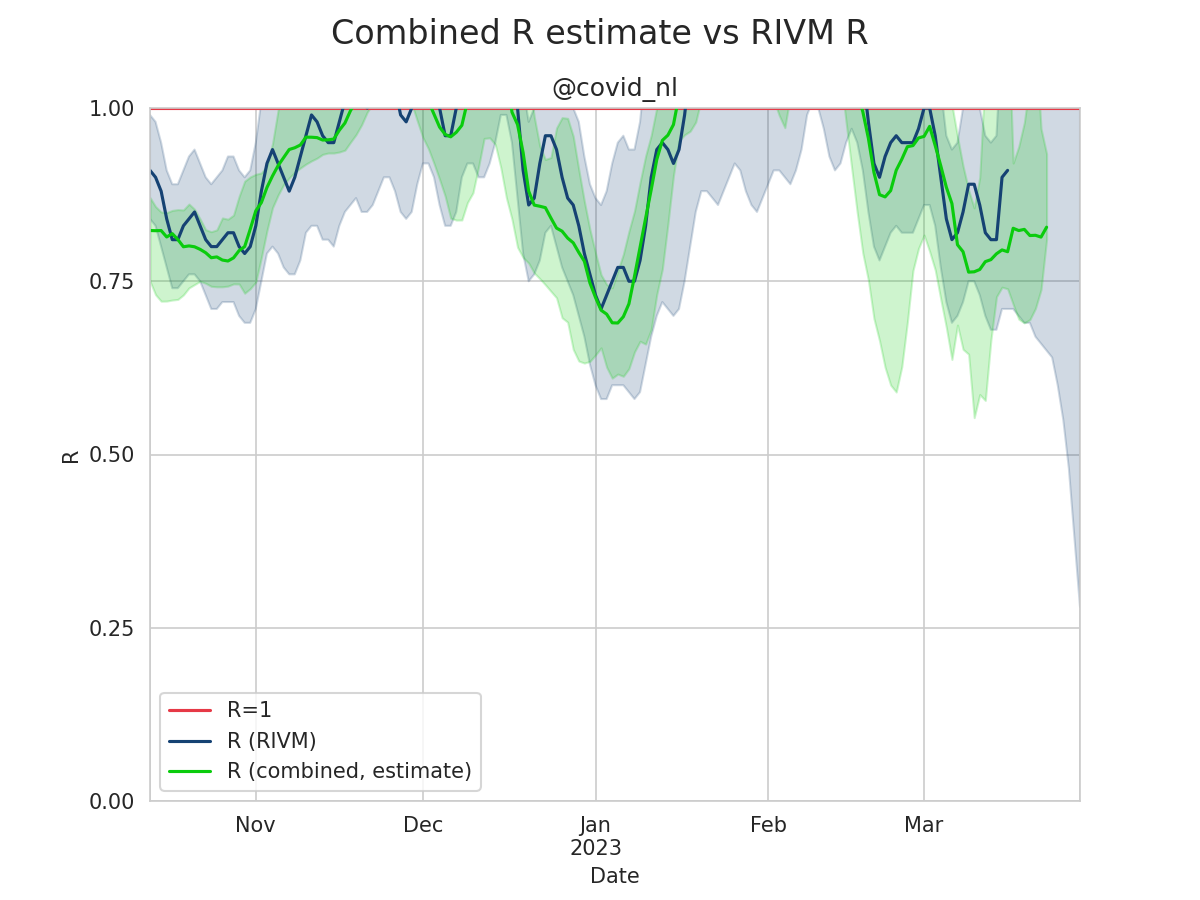 Combined R estimate vs RIVM R
@covid_nl
1.00
0.75
0.50
0.25
0.00
R
R=1
R (RIVM)
R (combined, estimate)
Nov
Dec
Jan
2023
Feb
Mar
Date